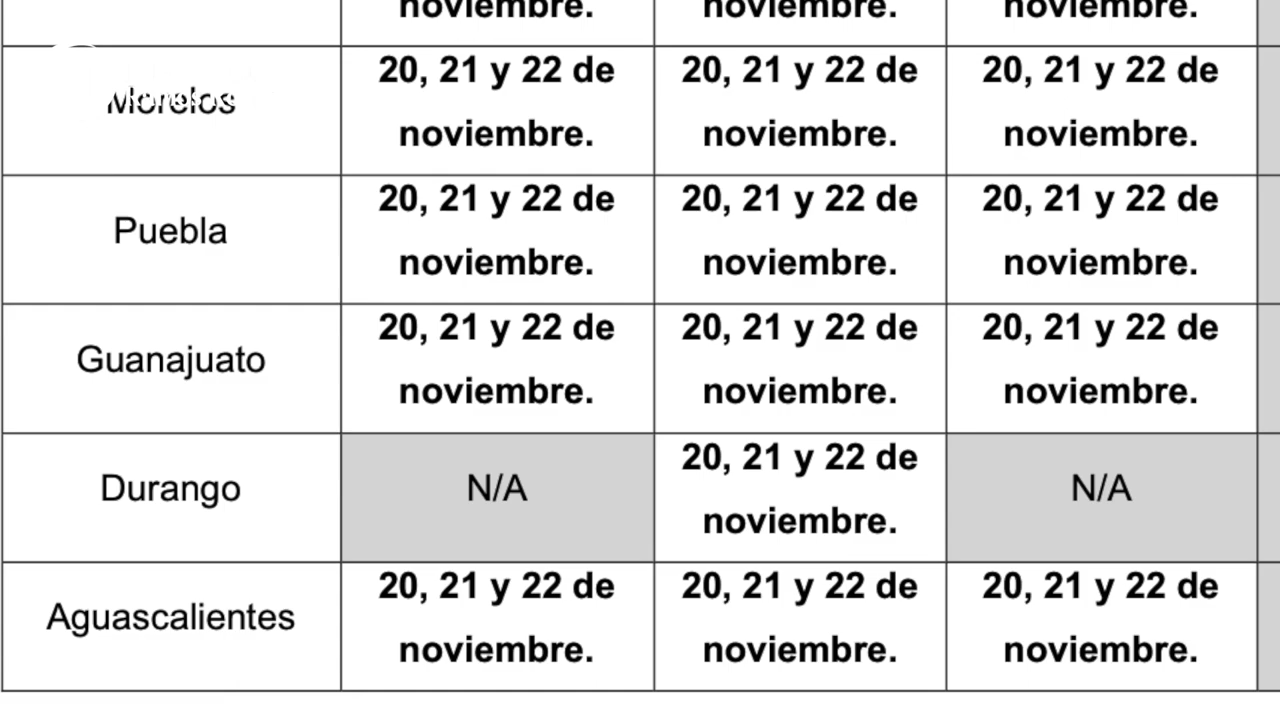 noviembre. noviembre. noviembre.
Morelos
20, 21 y 22 de 20, 21 y 22 de 20, 21 y 22 de
noviembre. noviembre. noviembre.
Puebla
20, 21 y 22 de 20, 21 y 22 de 20, 21 y 22 de
noviembre. noviembre. noviembre.
Guanajuato
20, 21 y 22 de 20, 21 y 22 de 20, 21 y 22 de
noviembre. noviembre. noviembre.
Durango
N/A
20, 21 y 22 de
noviembre.
N/A
Aguascalientes
20, 21 y 22 de 20, 21 y 22 de 20, 21 y 22 de
noviembre. noviembre. noviembre.